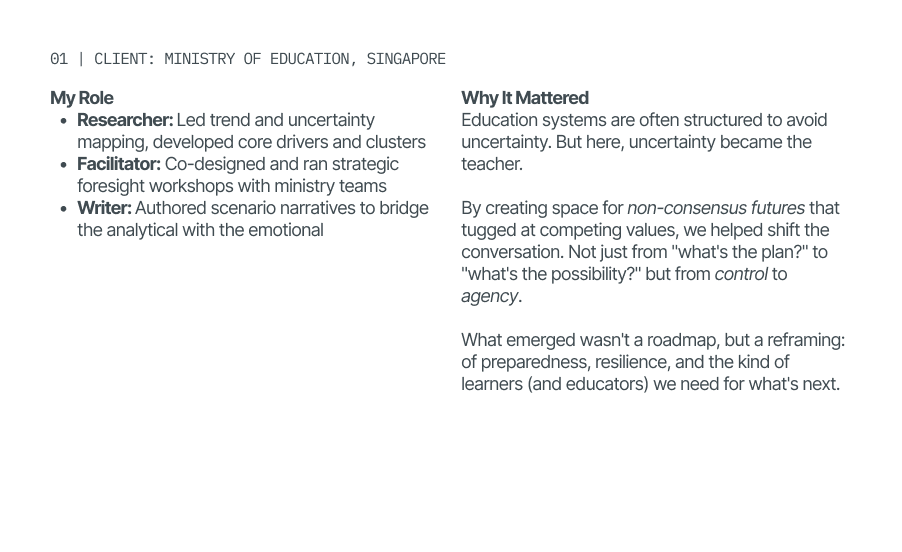 01 | CLIENT: MINISTRY OF EDUCATION, SINGAPORE
My Role
• Researcher: Led trend and uncertainty
mapping, developed core drivers and clusters
• Facilitator: Co-designed and ran strategic
foresight workshops with ministry teams
• Writer: Authored scenario narratives to bridge
the analytical with the emotional
Why It Mattered
Education systems are often structured to avoid
uncertainty. But here, uncertainty became the
teacher.
By creating space for non-consensus futures that
tugged at competing values, we helped shift the
conversation. Not just from "what's the plan?" to
"what's the possibility?" but from control to
agency.
What emerged wasn't a roadmap, but a reframing:
of preparedness, resilience, and the kind of
learners (and educators) we need for what's next.